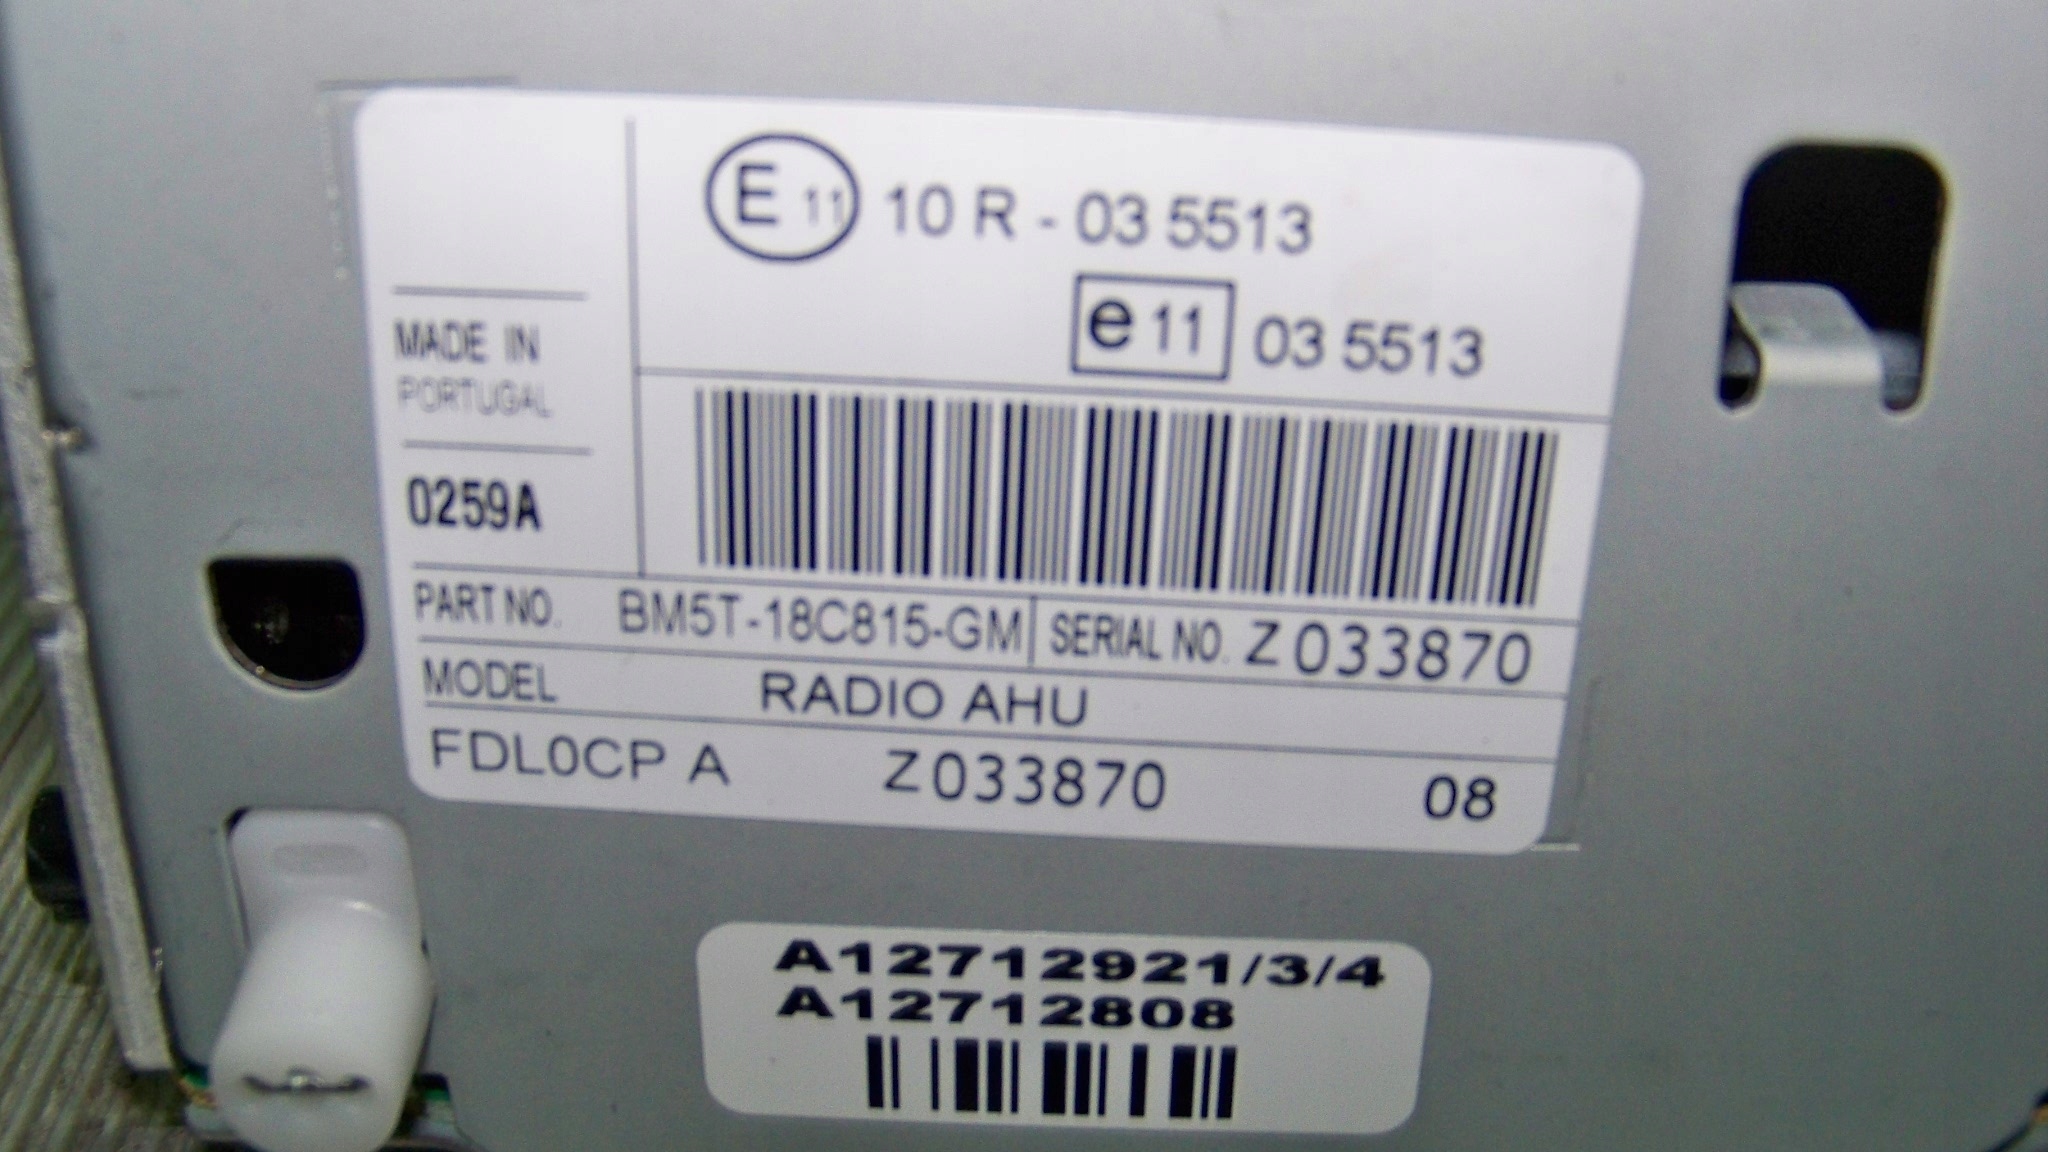 E 11 10 R - 03 5513
e 11 03 5513
MADE IN
PORTUGAL
0259A
PART NO. BM5T-18C815-GM SERIAL NO. Z033870
MODEL RADIO AHU
FDL0CP A Z033870 08
A12712921/3/4
A12712808